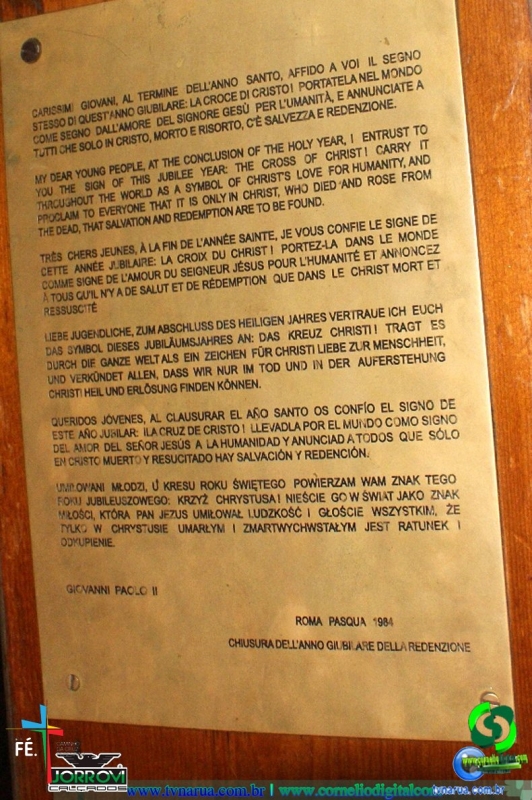 CARISSIMI GIOVANI, AL TERMINE DELL'ANNO SANTO, AFFIDO A VOI IL SEGNO
STESSO DI QUEST'ANNO GIUBILARE: LA CROCE DI CRISTO! PORTATELA NEL MONDO
COME SEGNO DALL'AMORE DEL SIGNORE GESÙ PER L'UMANITÀ, E ANNUNCIATE A
TUTTI CHE SOLO IN CRISTO, MORTO E RISORTO, C'È SALVEZZA E REDENZIONE.
MY DEAR YOUNG PEOPLE, AT THE CONCLUSION OF THE HOLY YEAR, I ENTRUST TO
YOU THE SIGN OF THIS JUBILEE YEAR: THE CROSS OF CHRIST! CARRY IT
THROUGHOUT THE WORLD AS A SYMBOL OF CHRIST'S LOVE FOR HUMANITY, AND
PROCLAIM TO EVERYONE THAT IT IS ONLY IN CHRIST, WHO DIED AND ROSE FROM
THE DEAD, THAT SALVATION AND REDEMPTION ARE TO BE FOUND.
TRÈS CHERS JEUNES, À LA FIN DE L'ANNÉE SAINTE, JE VOUS CONFIE LE SIGNE DE
CETTE ANNÉE JUBILAIRE: LA CROIX DU CHRIST! PORTEZ-LA DANS LE MONDE
COMME SIGNE DE L'AMOUR DU SEIGNEUR JÉSUS POUR L'HUMANITÉ ET ANNONCEZ
À TOUS QU'IL N'Y A DE SALUT ET DE RÉDEMPTION QUE DANS LE CHRIST MORT ET
RESSUSCITÉ
LIEBE JUGENDLICHE, ZUM ABSCHLUSS DES HEILIGEN JAHRES VERTRAUE ICH EUCH
DAS SYMBOL DIESES JUBILÄUMSJAHRES AN: DAS KREUZ CHRISTI! TRAGT ES
DURCH DIE GANZE WELT ALS EIN ZEICHEN FÜR CHRISTI LIEBE ZUR MENSCHHEIT,
UND VERKÜNDET ALLEN, DASS WIR NUR IM TOD UND IN DER AUFERSTEHUNG
CHRISTI HEIL UND ERLÖSUNG FINDEN KÖNNEN.
QUERIDOS JÓVENES, AL CLAUSURAR EL AÑO SANTO OS CONFÍO EL SIGNO DE
ESTE AÑO JUBILAR: ¡LA CRUZ DE CRISTO! LLEVADLA POR EL MUNDO COMO SIGNO
DEL AMOR DEL SEÑOR JESÚS A LA HUMANIDAD Y ANUNCIAD A TODOS QUE SÓLO
EN CRISTO MUERTO Y RESUCITADO HAY SALVACIÓN Y REDENCIÓN.
UMIŁOWANI MŁODZI, U KRESU ROKU ŚWIĘTEGO POWIERZAM WAM ZNAK TEGO
ROKU JUBILEUSZOWEGO: KRZYŻ CHRYSTUSA! NIEŚCIE GO W ŚWIAT JAKO ZNAK
MIŁOŚCI, KTÓRĄ PAN JEZUS UMIŁOWAŁ LUDZKOŚĆ I GŁOŚCIE WSZYSTKIM, ŻE
TYLKO W CHRYSTUSIE UMARŁYM I ZMARTWYCHWSTAŁYM JEST RATUNEK I
ODKUPIENIE.
GIOVANNI PAOLO II
ROMA PASQUA 1984
CHIUSURA DELL'ANNO GIUBILARE DELLA REDENZIONE
FÉ.
JORROVI
CALÇADOS
www.tvnarua.com.br | www.corneliodigital.com
tvnarua.com.br